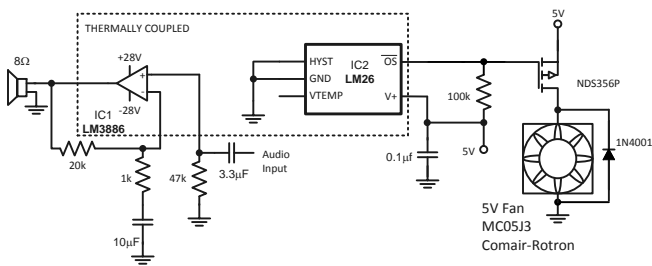 THERMALLY COUPLED
5V
8Ω
+28V
-28V
+
-
IC1
LM3886
HYST
GND
VTEMP
IC2
LM26
OS
V+
NDS356P
100k
20k
1k
47k
3.3µF
Audio
Input
0.1µf
5V
1N4001
10µF
5V Fan
MC05J3
Comair-Rotron